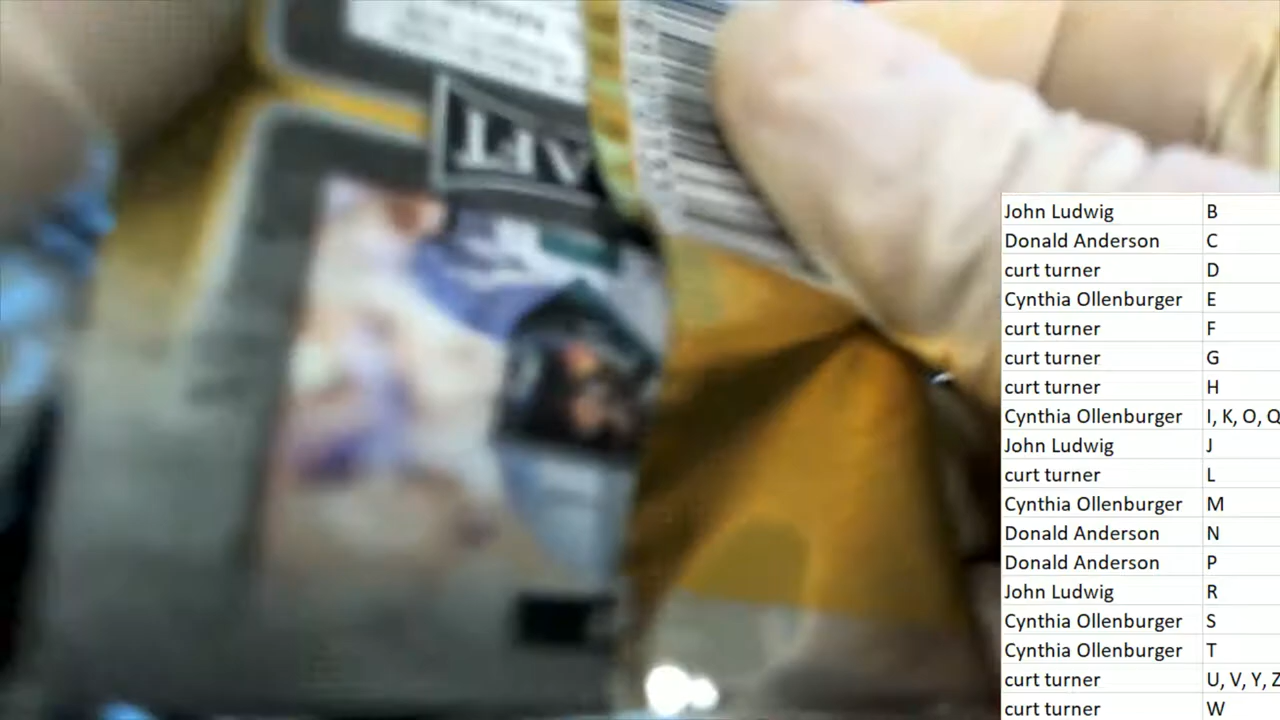 John Ludwig B
Donald Anderson C
curt turner D
Cynthia Ollenburger E
curt turner F
curt turner G
curt turner H
Cynthia Ollenburger I, K, O, Q
John Ludwig J
curt turner L
Cynthia Ollenburger M
Donald Anderson N
Donald Anderson P
John Ludwig R
Cynthia Ollenburger S
Cynthia Ollenburger T
curt turner U, V, Y, Z
curt turner W